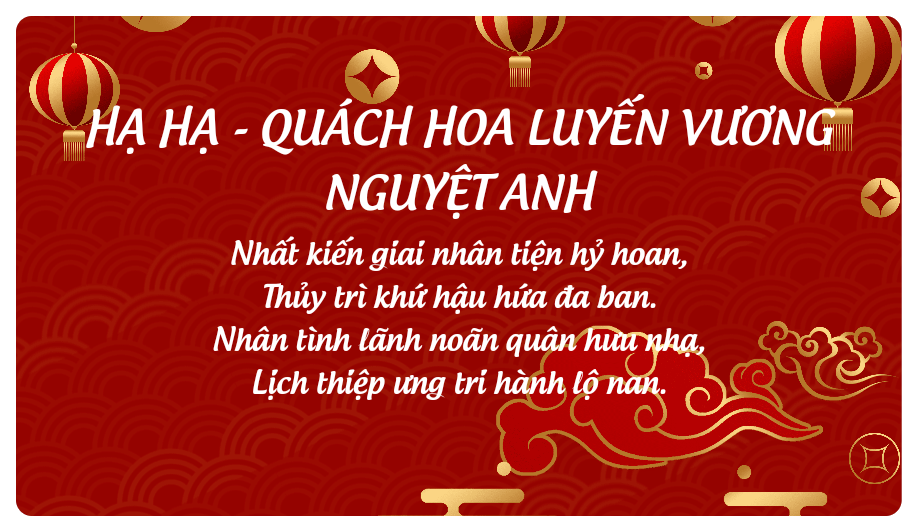 HẠ HẠ - QUÁCH HOA LUYẾN VƯƠNG
NGUYỆT ANH
Nhất kiến giai nhân tiện hỷ hoan,
Thủy trì khứ hậu hứa đa ban.
Nhân tình lãnh noãn quân hưu nhạ,
Lịch thiệp ưng tri hành lộ nan.